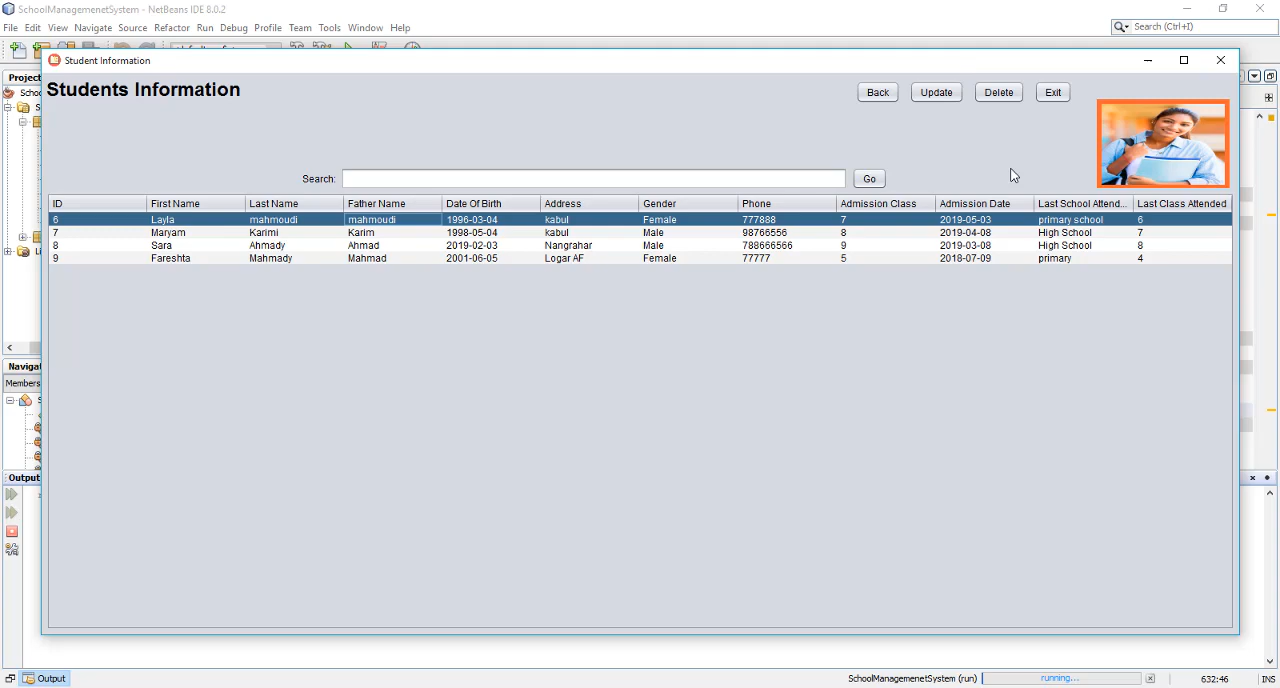 SchoolManagemenetSystem - NetBeans IDE 8.0.2
File Edit View Navigate Source Refactor Run Debug Profile Team Tools Window Help
Search (Ctrl+I)
Student Information
Students Information
Back Update Delete Exit
Search: Go
ID First Name Last Name Father Name Date Of Birth Address Gender Phone Admission Class Admission Date Last School Attend... Last Class Attended
6 Layla mahmoudi mahmoudi 1996-03-04 kabul Female 777888 7 2019-05-03 primary school 6
7 Maryam Karimi Karim 1998-05-04 kabul Male 98766556 8 2019-04-08 High School 7
8 Sara Ahmady Ahmad 2019-02-03 Nangrahar Male 788666566 9 2019-03-08 High School 8
9 Fareshta Mahmady Mahmad 2001-06-05 Logar AF Female 77777 5 2018-07-09 primary 4
Project
Schoo
S
Li
Navigat
Members
S
Output
Output
SchoolManagemenetSystem (run) running... 632:46 INS